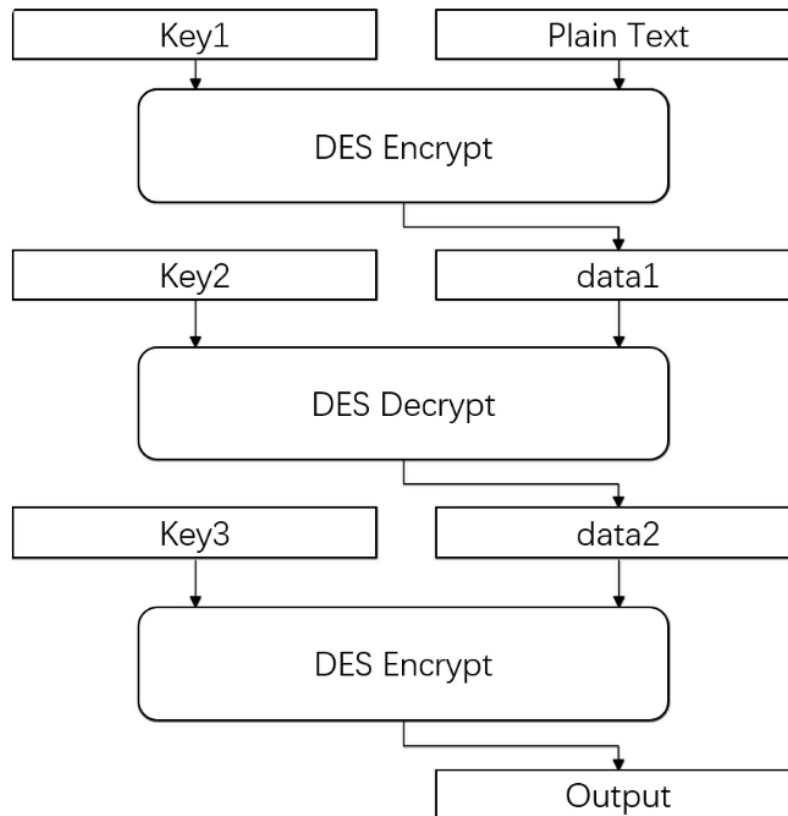 Key1
Plain Text
DES Encrypt
Key2
data1
DES Decrypt
Key3
data2
DES Encrypt
Output